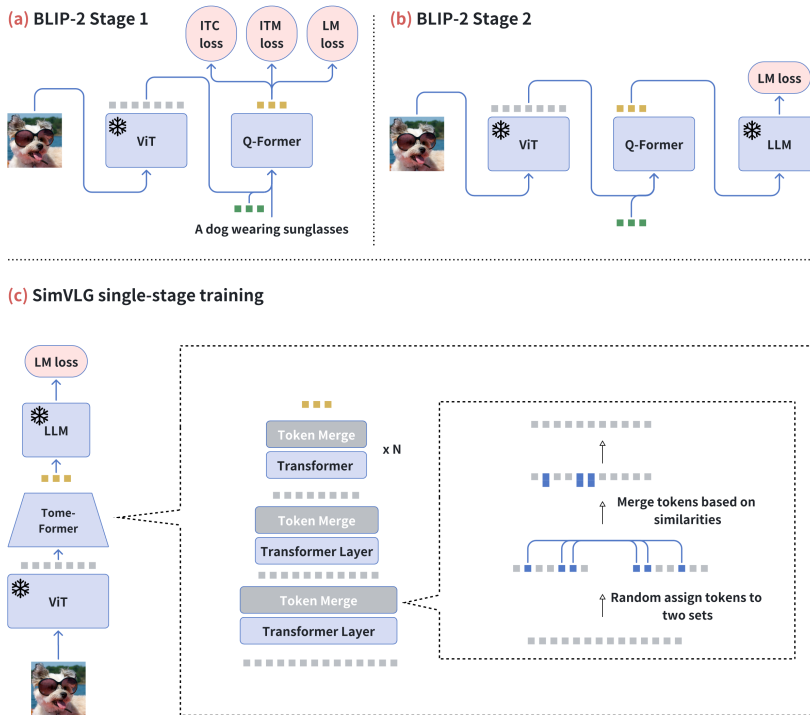 (a) BLIP-2 Stage 1
ITC loss
ITM loss
LM loss
ViT
Q-Former
A dog wearing sunglasses
(b) BLIP-2 Stage 2
LM loss
ViT
Q-Former
LLM
(c) SimVLG single-stage training
LM loss
LLM
Tome-
Former
ViT
Token Merge
Transformer
x N
Token Merge
Transformer Layer
Token Merge
Transformer Layer
Merge tokens based on
similarities
Random assign tokens to
two sets